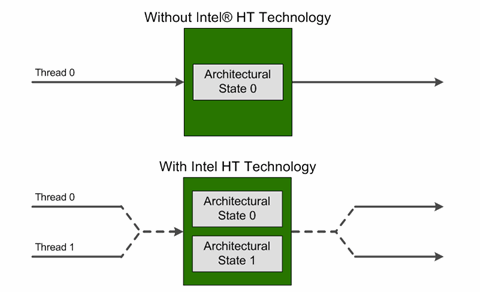 Without Intel® HT Technology
Thread 0
Architectural
State 0
With Intel HT Technology
Thread 0
Architectural
State 0
Thread 1
Architectural
State 1